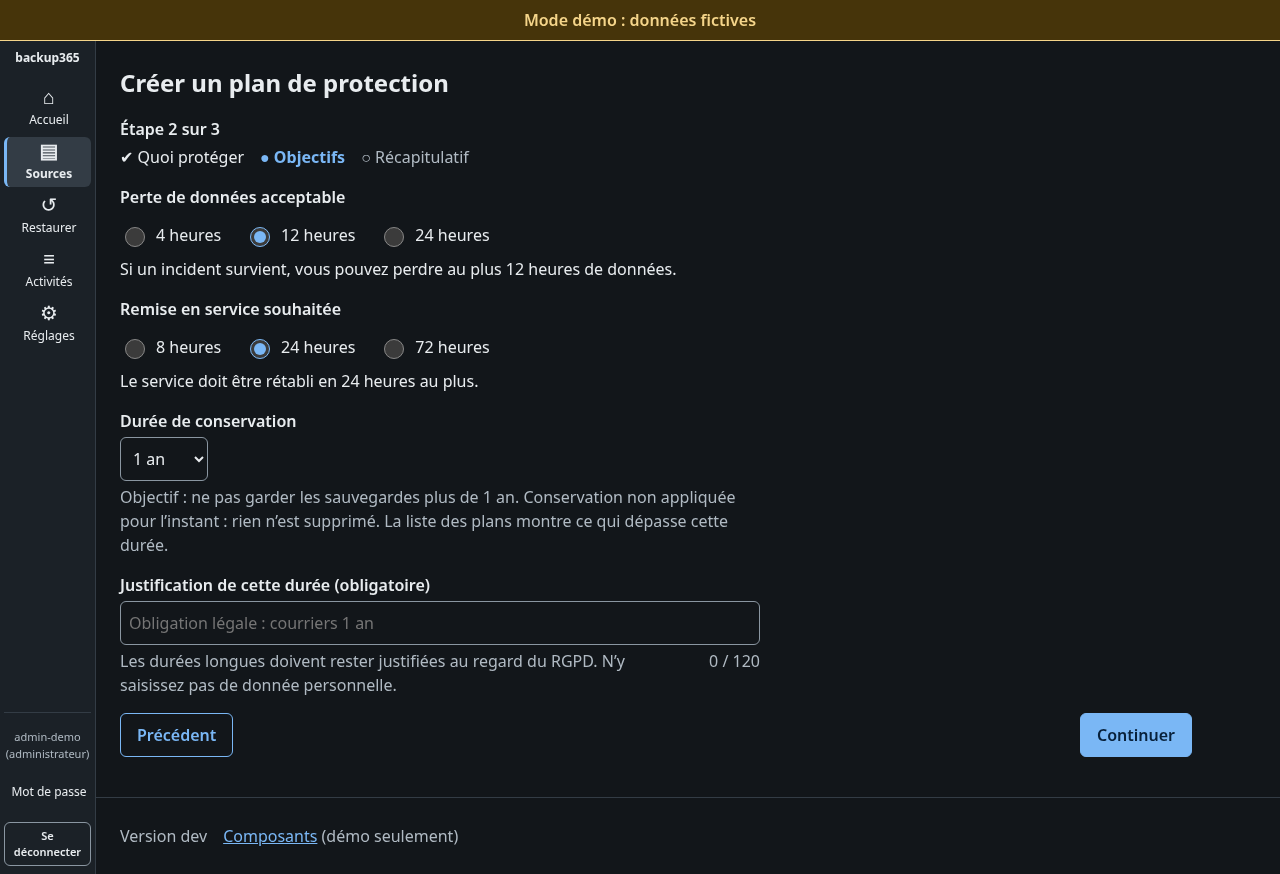 Mode démo : données fictives
backup365
Accueil
Sources
Restaurer
Activités
Réglages
admin-demo
(administrateur)
Mot de passe
Se
déconnecter
Créer un plan de protection
Étape 2 sur 3
✔ Quoi protéger ● Objectifs ○ Récapitulatif
Perte de données acceptable
4 heures 12 heures 24 heures
Si un incident survient, vous pouvez perdre au plus 12 heures de données.
Remise en service souhaitée
8 heures 24 heures 72 heures
Le service doit être rétabli en 24 heures au plus.
Durée de conservation
1 an
Objectif : ne pas garder les sauvegardes plus de 1 an. Conservation non appliquée
pour l’instant : rien n’est supprimé. La liste des plans montre ce qui dépasse cette
durée.
Justification de cette durée (obligatoire)
Obligation légale : courriers 1 an
Les durées longues doivent rester justifiées au regard du RGPD. N’y 0 / 120
saisissez pas de donnée personnelle.
Précédent Continuer
Version dev Composants (démo seulement)